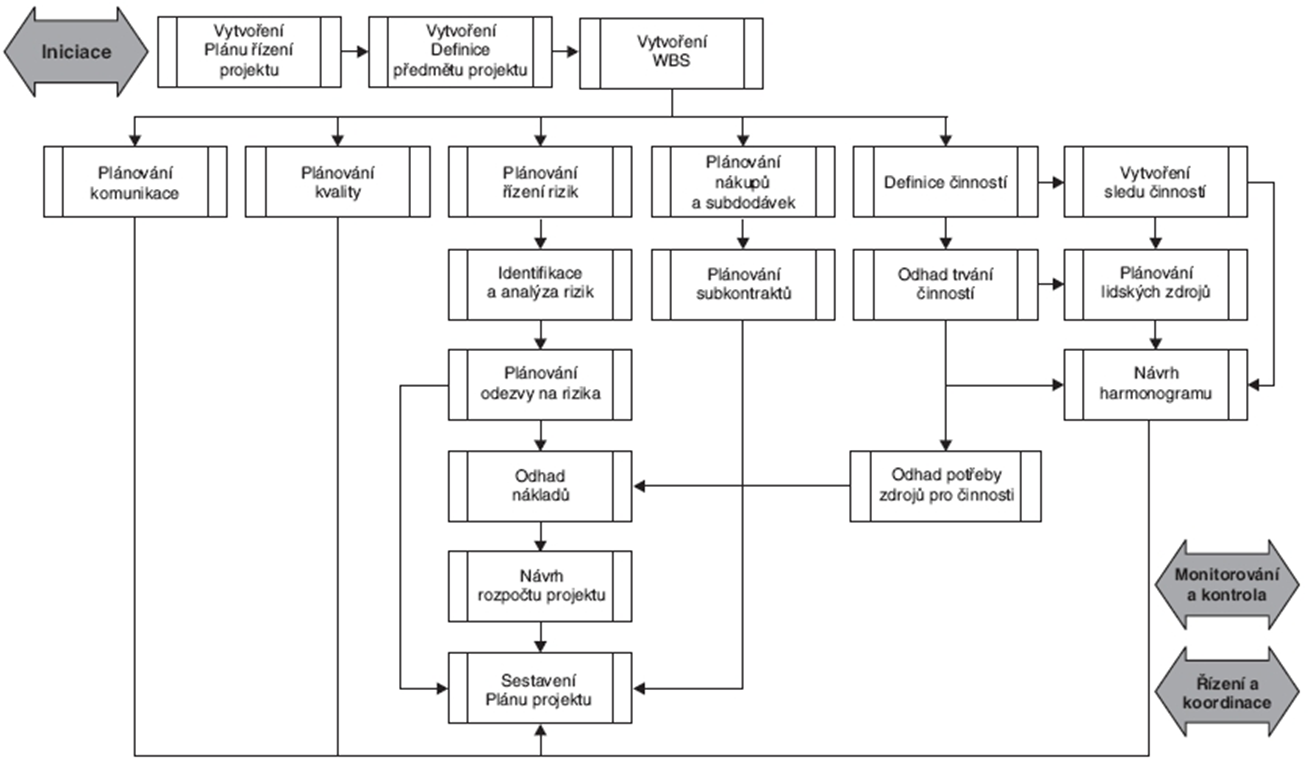 Iniciace
Vytvoření
Plánu řízení
projektu
Vytvoření
Definice
předmětu projektu
Vytvoření
WBS
Plánování
komunikace
Plánování
kvality
Plánování
řízení rizik
Plánování
nákupů
a subdodávek
Definice činností
Vytvoření
sledu činností
Identifikace
a analýza rizik
Plánování
subkontraktů
Odhad trvání
činností
Plánování
lidských zdrojů
Plánování
odezvy na rizika
Návrh
harmonogramu
Odhad
nákladů
Odhad potřeby
zdrojů pro činnosti
Návrh
rozpočtu projektu
Monitorování
a kontrola
Sestavení
Plánu projektu
Řízení a
koordinace